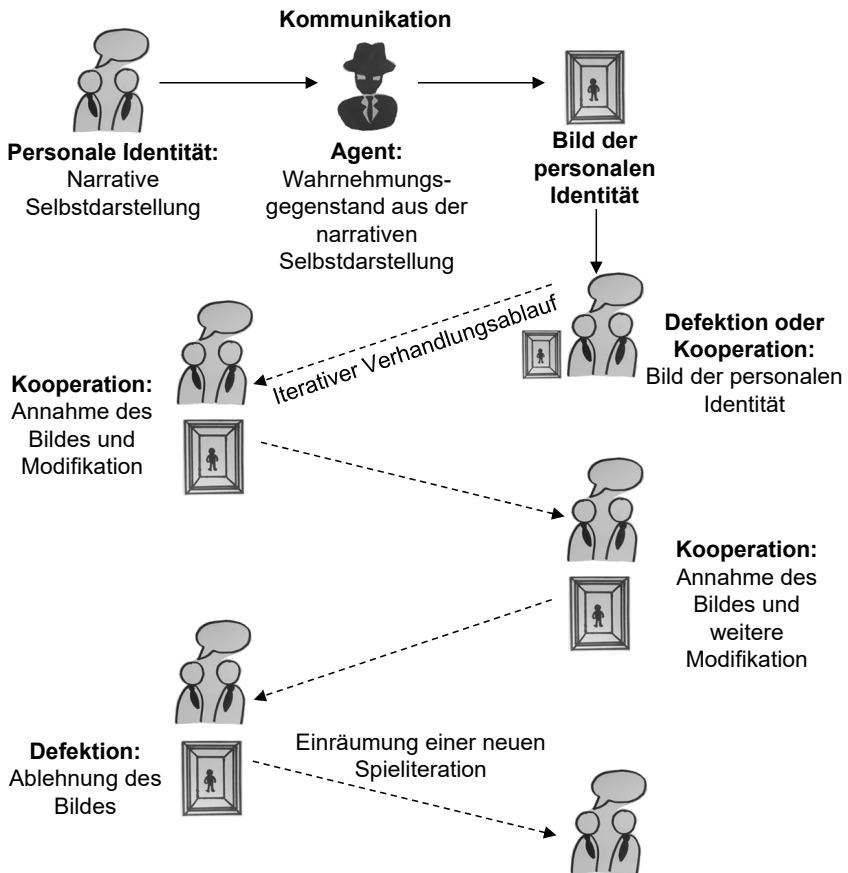 Kommunikation
Personale Identität:
Narrative
Selbstdarstellung
Agent:
Wahrnehmungs-
gegenstand aus der
narrativen
Selbstdarstellung
Bild der
personalen
Identität
Iterativer Verhandlungsablauf
Defektion oder
Kooperation:
Bild der personalen
Identität
Kooperation:
Annahme des
Bildes und
Modifikation
Kooperation:
Annahme des
Bildes und
weitere
Modifikation
Defektion:
Ablehnung des
Bildes
Einräumung einer neuen
Spieliteration